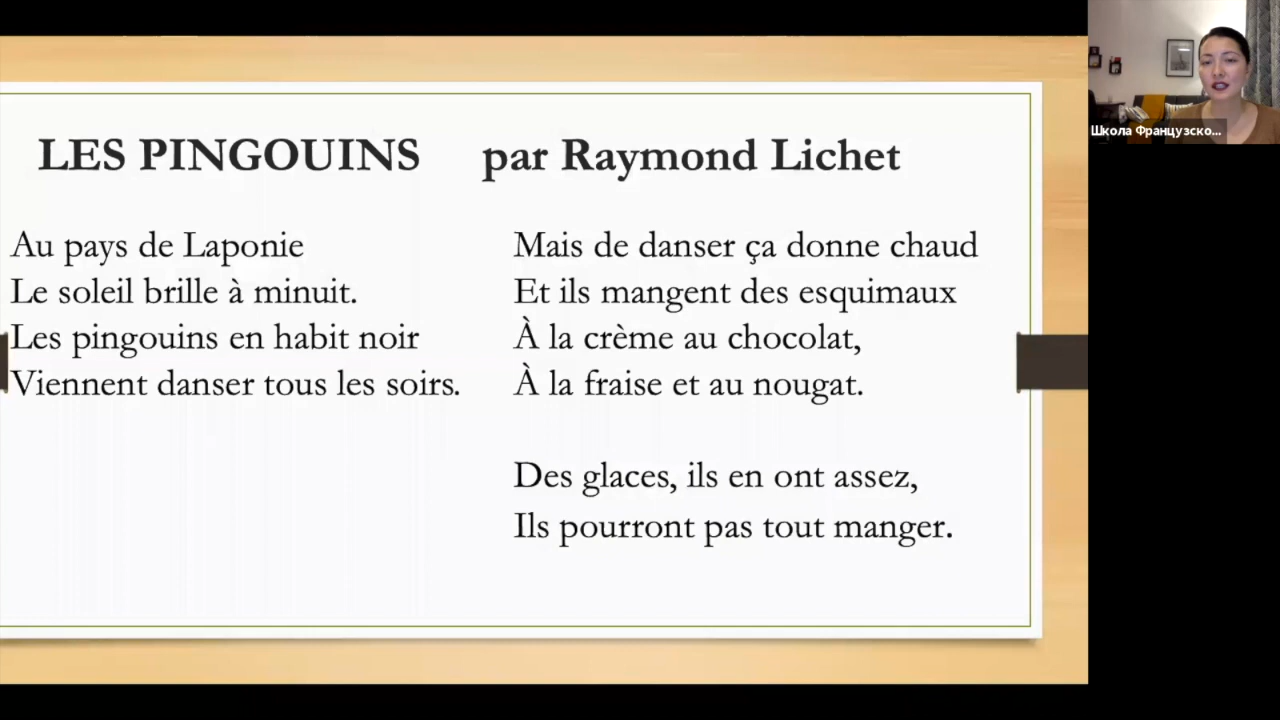 LES PINGOUINS par Raymond Lichet
Au pays de Laponie
Le soleil brille à minuit.
Les pingouins en habit noir
Viennent danser tous les soirs.
Mais de danser ça donne chaud
Et ils mangent des esquimaux
À la crème au chocolat,
À la fraise et au nougat.
Des glaces, ils en ont assez,
Ils pourront pas tout manger.
Школа Французско...